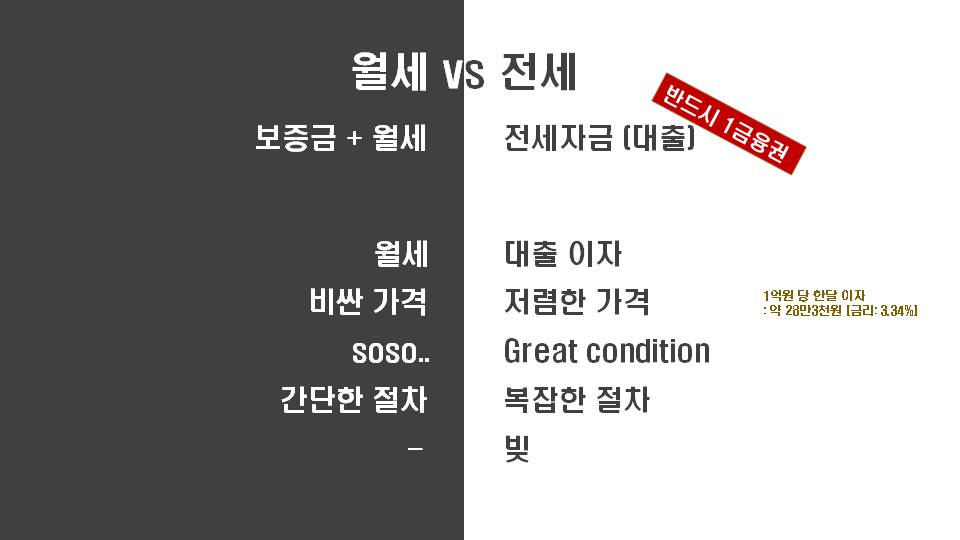 월세 vs 전세
반드시 1금융권
보증금 + 월세 전세자금 (대출)
월세 대출 이자
비싼 가격 저렴한 가격
1억원 당 한달 이자
: 약 28만3천원 [금리: 3.34%]
soso.. Great condition
간단한 절차 복잡한 절차
– 빚